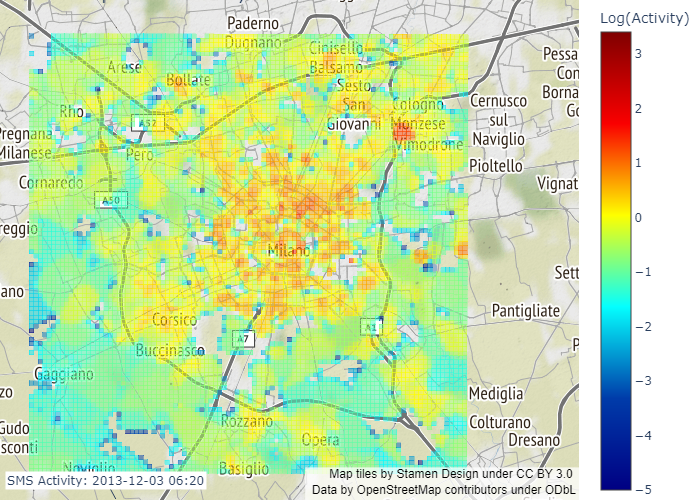 Log(Activity)
Paderno
Dugnano
Cinisello
Balsamo
Arese
Bollate
Sesto
San
Giovanni
Rho
A52
Cologno
Monzese
Vimodrone
Cernusco
sul
Naviglio
Pessa
Con
Borna
Go
Pregnana
Milanese
Pero
Pioltello
Cornaredo
A50
Vignat
reggio
Milano
Sett
ano
Pantigliate
Corsico
A7
A1
Buccinasco
P
Gaggiano
zo
Mediglia
Rozzano
Colturano
Gudo
sconti
Opera
Dresano
Noviglio
Basiglio
SMS Activity: 2013-12-03 06:20
Map tiles by Stamen Design under CC BY 3.0
Data by OpenStreetMap contributors under ODbL
3
2
1
0
−1
−2
−3
−4
−5